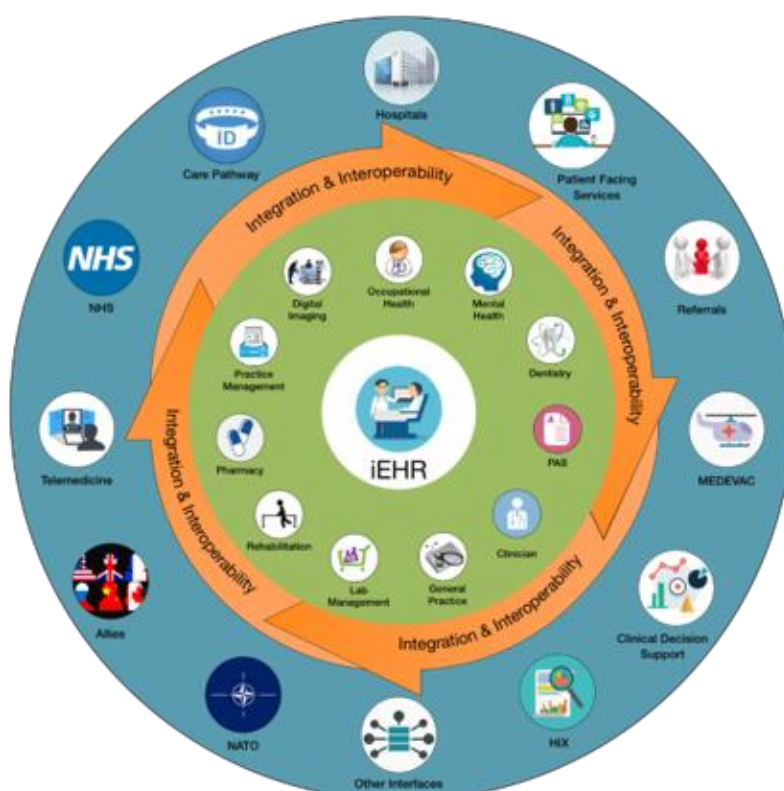 Hospitals
Patient Facing
Services
Referrals
MEDEVAC
Clinical Decision
Support
HIX
Other Interfaces
NATO
Allies
Telemedicine
NHS
NHS
ID
Care Pathway
Integration & Interoperability
Integration & Interoperability
Integration & Interoperability
Integration & Interoperability
Occupational
Health
Mental
Health
Dentistry
PAS
Clinician
General
Practice
Lab
Management
Rehabilitation
Pharmacy
Practice
Management
Digital
Imaging
iEHR